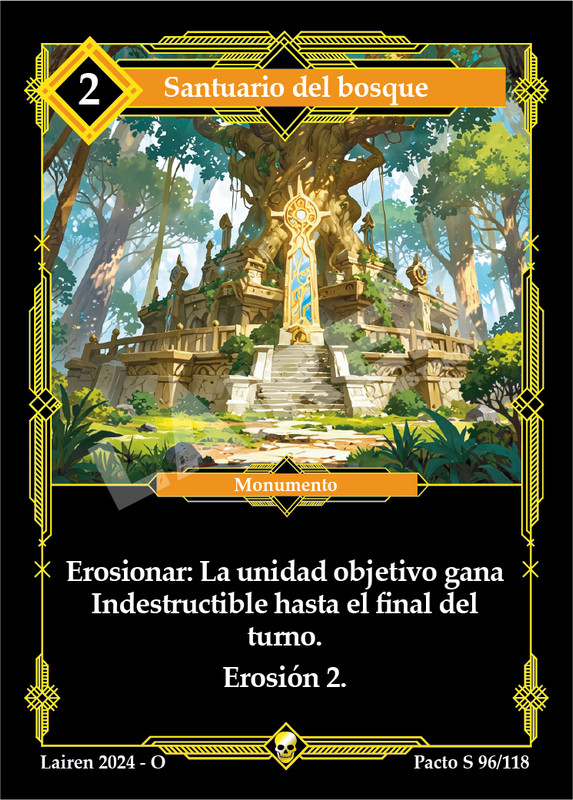 2
Santuario del bosque
Monumento
Erosionar: La unidad objetivo gana
Indestructible hasta el final del
turno.
Erosión 2.
Lairen 2024 - O
Pacto S 96/118